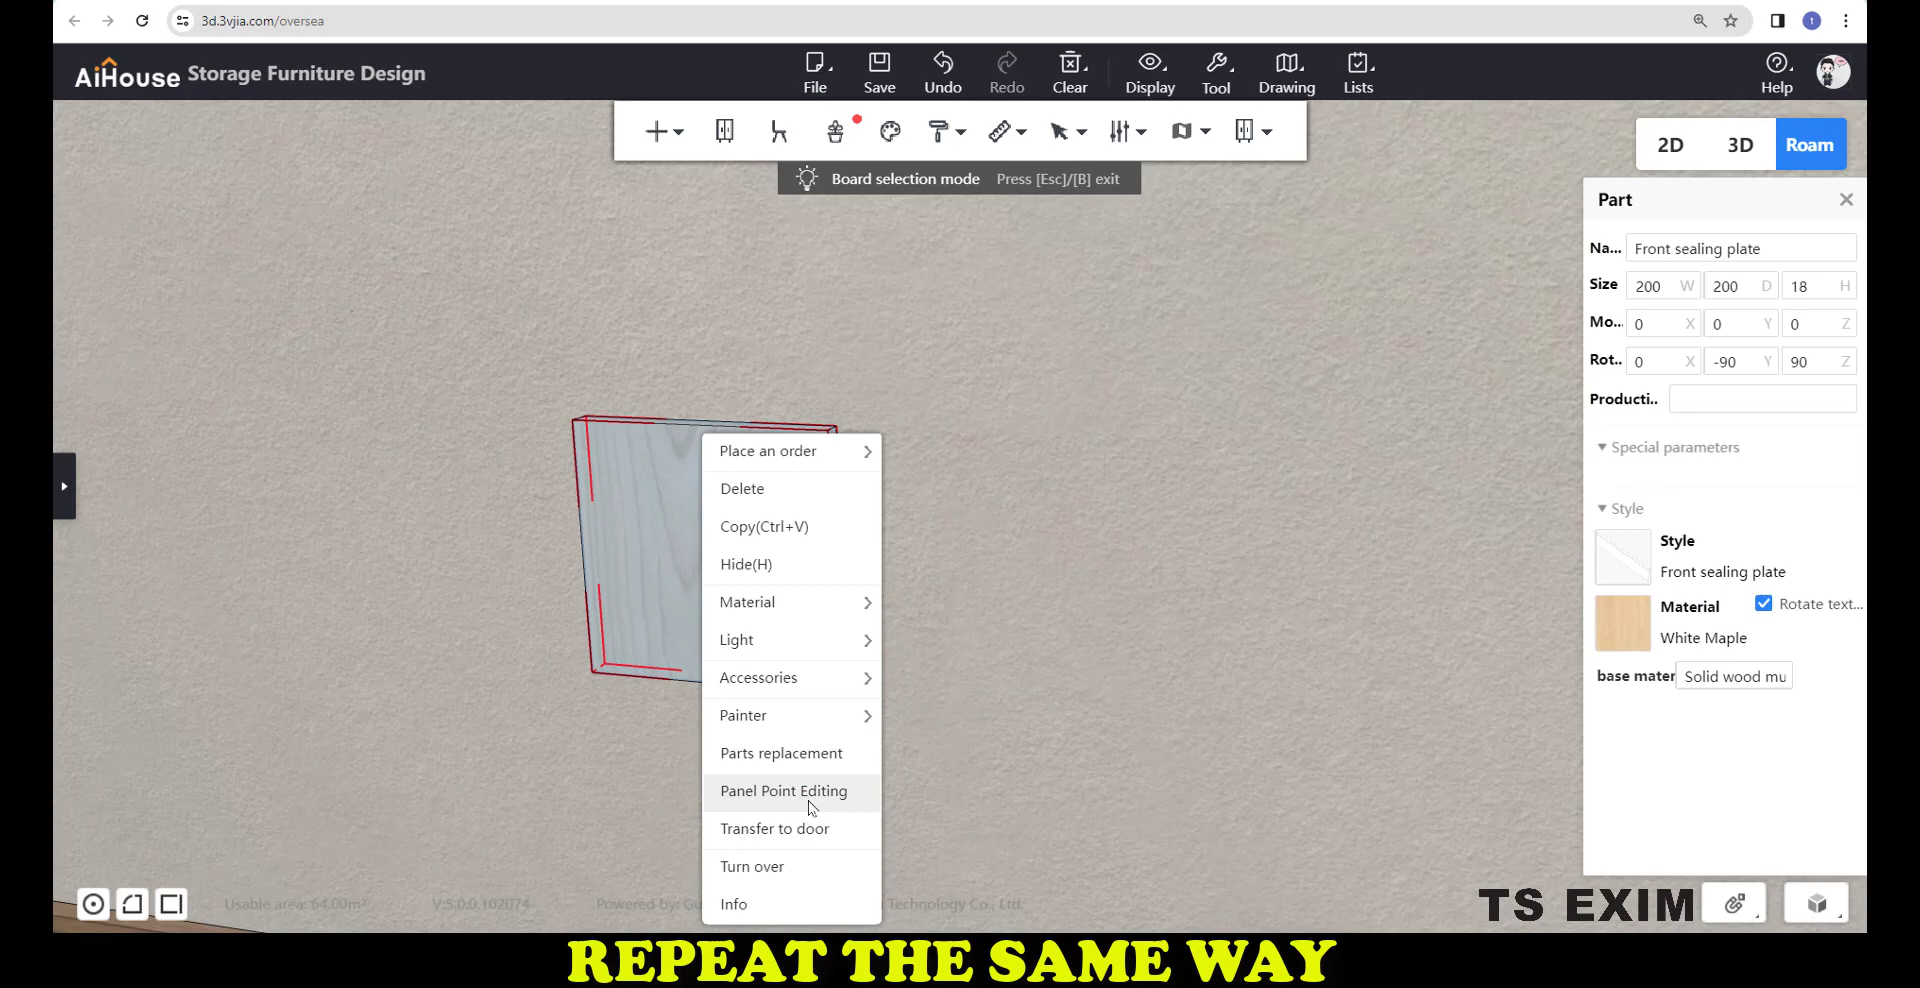 3d.3vjia.com/oversea
t
AiHouse Storage Furniture Design
File
Save
Undo
Redo
Clear
Display
Tool
Drawing
Lists
Help
Board selection mode Press [Esc]/[B] exit
2D 3D Roam
Part
Na... Front sealing plate
Size 200 W 200 D 18 H
Mo... 0 X 0 Y 0 Z
Rot.. 0 X -90 Y 90 Z
Producti..
Special parameters
Style
Style
Front sealing plate
Material Rotate text...
White Maple
base mater Solid wood mu
Place an order
Delete
Copy(Ctrl+V)
Hide(H)
Material
Light
Accessories
Painter
Parts replacement
Panel Point Editing
Transfer to door
Turn over
Info
Usable area: 64.00m² V:5.0.0.102074 Powered by: Gu Technology Co., Ltd.
TS EXIM
REPEAT THE SAME WAY